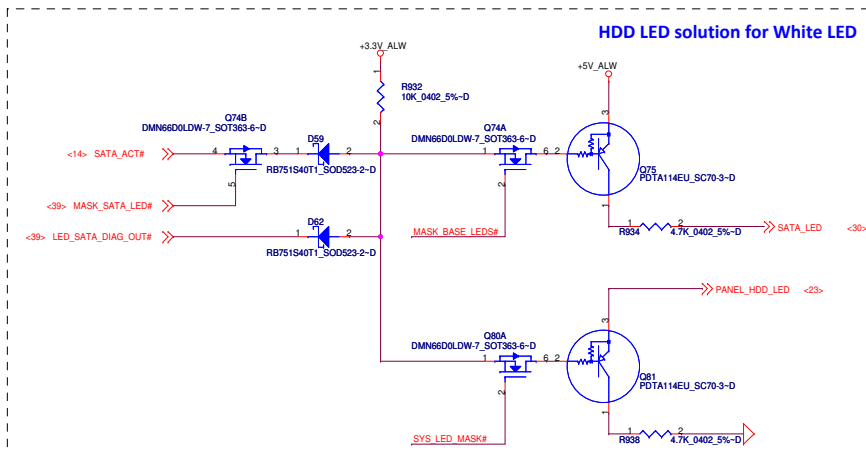 HDD LED solution for White LED
+3.3V_ALW
+5V_ALW
1
R932
10K_0402_5%~D
2
3
Q74B
DMN66D0LDW-7_SOT363-6~D
D59
Q74A
DMN66D0LDW-7_SOT363-6~D
<14> SATA_ACT#
4
3
1
2
1
6
2
RB751S40T1_SOD523-2~D
Q75
PDTA114EU_SC70-3~D
5
2
<39> MASK_SATA_LED#
1
D62
<39> LED_SATA_DIAG_OUT#
1
2
MASK_BASE_LEDS#
1
2
SATA_LED
<30>
R934
4.7K_0402_5%~D
RB751S40T1_SOD523-2~D
PANEL_HDD_LED
<23>
3
Q80A
DMN66D0LDW-7_SOT363-6~D
1
6
2
Q81
PDTA114EU_SC70-3~D
2
1
SYS_LED_MASK#
1
2
R938
4.7K_0402_5%~D